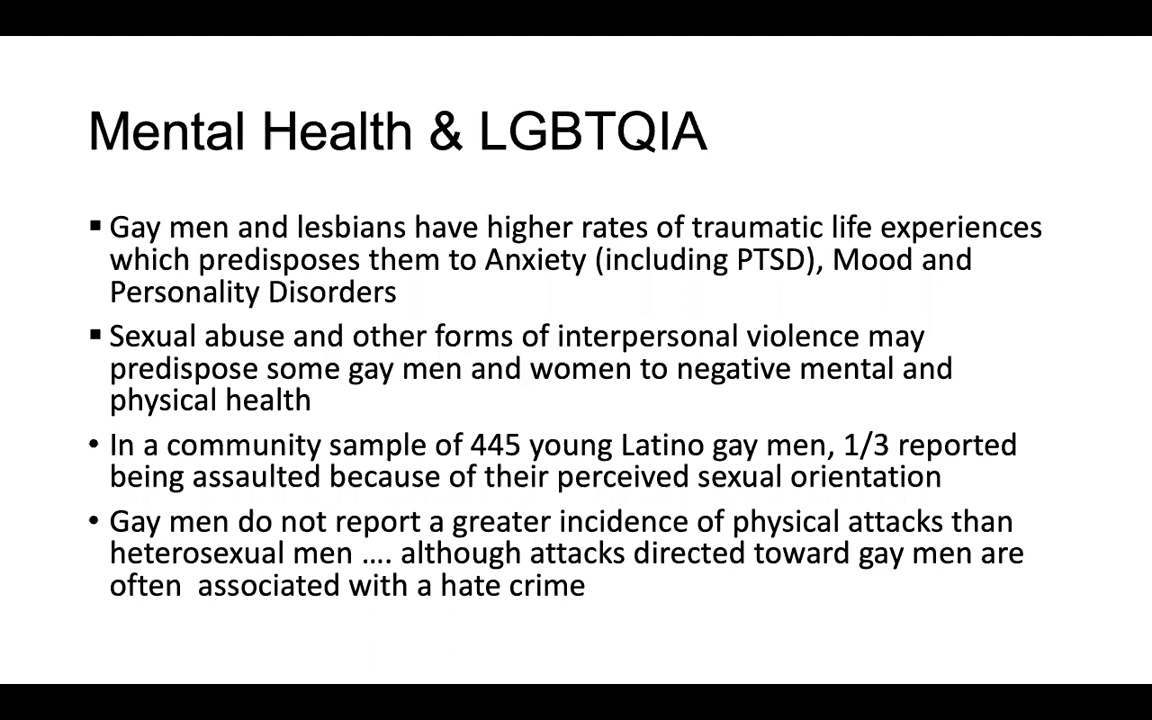 Mental Health & LGBTQIA
▪ Gay men and lesbians have higher rates of traumatic life experiences
which predisposes them to Anxiety (including PTSD), Mood and
Personality Disorders
▪ Sexual abuse and other forms of interpersonal violence may
predispose some gay men and women to negative mental and
physical health
• In a community sample of 445 young Latino gay men, 1/3 reported
being assaulted because of their perceived sexual orientation
• Gay men do not report a greater incidence of physical attacks than
heterosexual men .... although attacks directed toward gay men are
often  associated with a hate crime